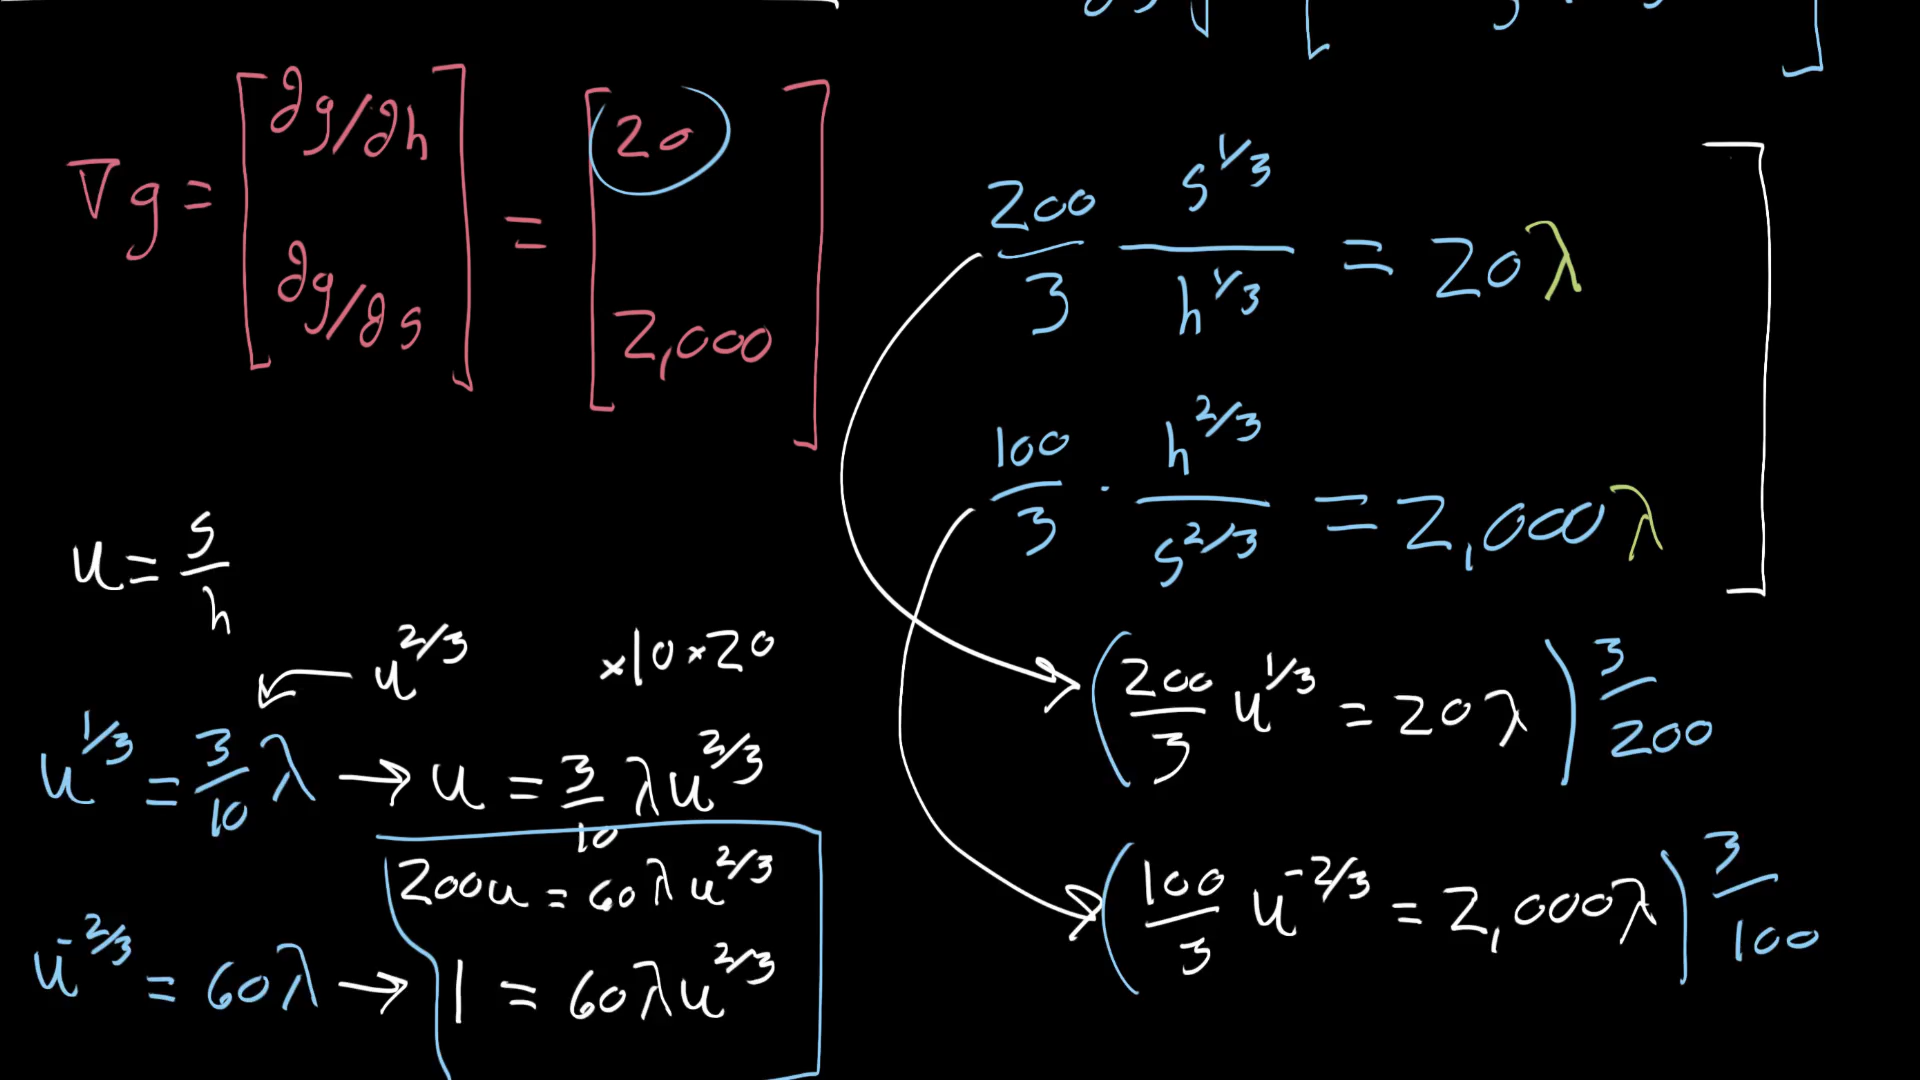 ∇g = [∂g/∂h ∂g/∂s] = [20 2,000]
200/3 s^1/3 / h^1/3 = 20λ
100/3 · h^2/3 / s^2/3 = 2,000λ
u = s/h
u^2/3 ×10×20
u^1/3 = 3/10 λ → u = 3/10 λu^2/3
200u = 60λu^2/3
u^-2/3 = 60λ → 1 = 60λu^2/3
(200/3 u^1/3 = 20λ) 3/200
(100/3 u^-2/3 = 2,000λ) 3/100